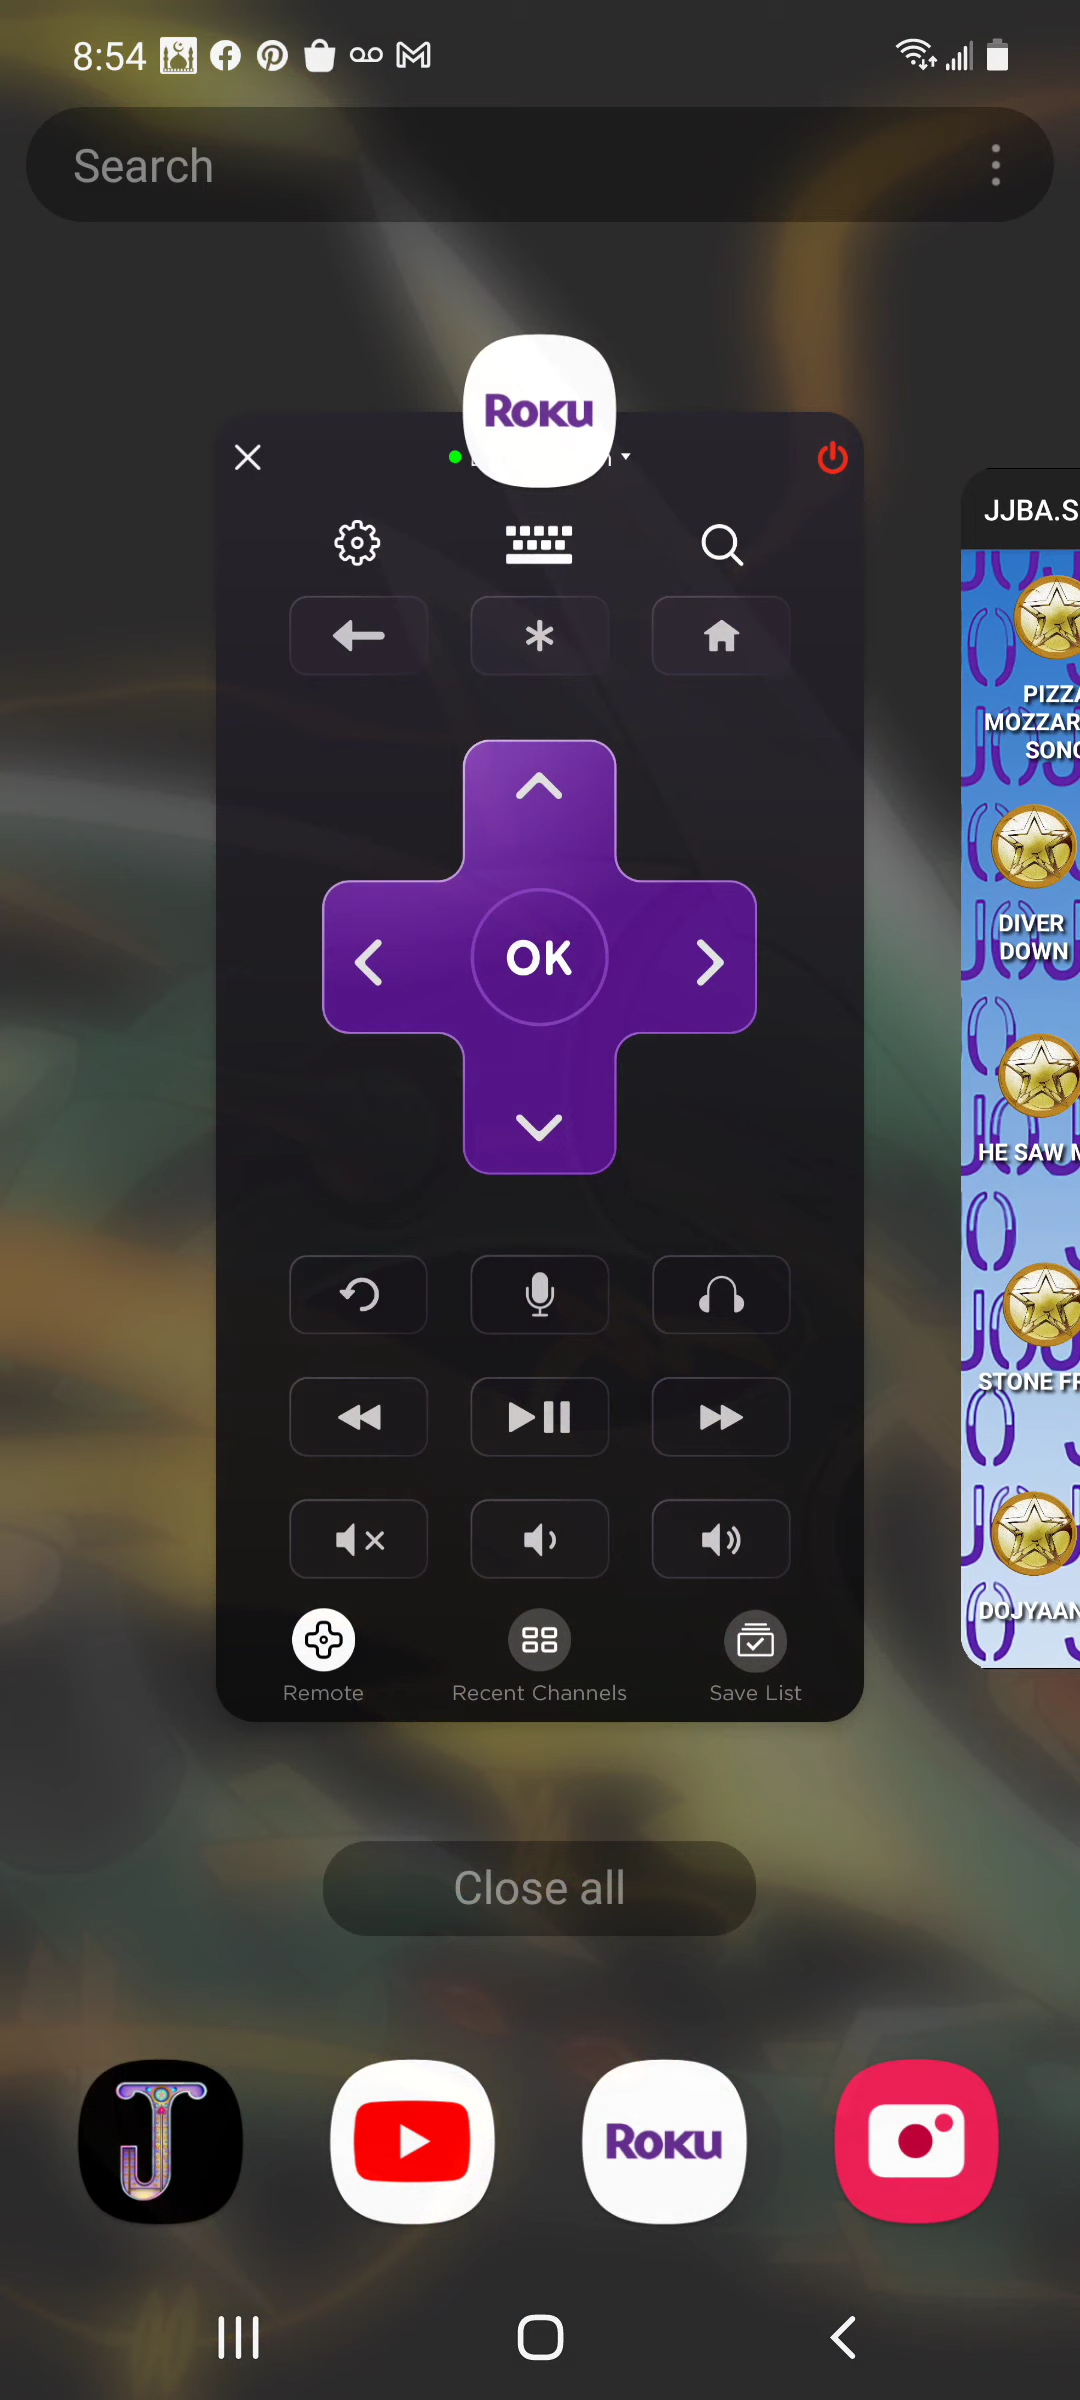 8:54
Search
Roku
JJBA.S
OK
PIZZA
MOZZAR
SONG
DIVER
DOWN
HE SAW M
STONE FR
DOJYAAN
Remote
Recent Channels
Save List
Close all
Roku